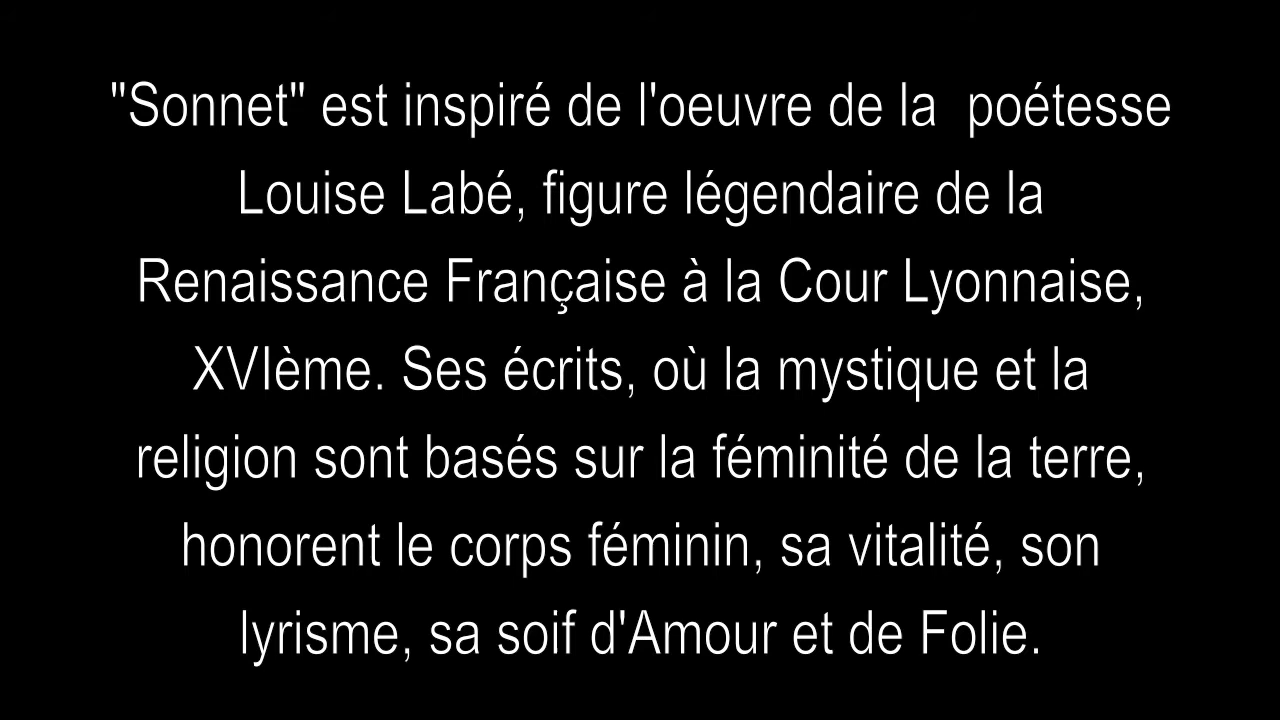 "Sonnet" est inspiré de l'oeuvre de la  poétesse
Louise Labé, figure légendaire de la
Renaissance Française à la Cour Lyonnaise,
XVIème. Ses écrits, où la mystique et la
religion sont basés sur la féminité de la terre,
honorent le corps féminin, sa vitalité, son
lyrisme, sa soif d'Amour et de Folie.